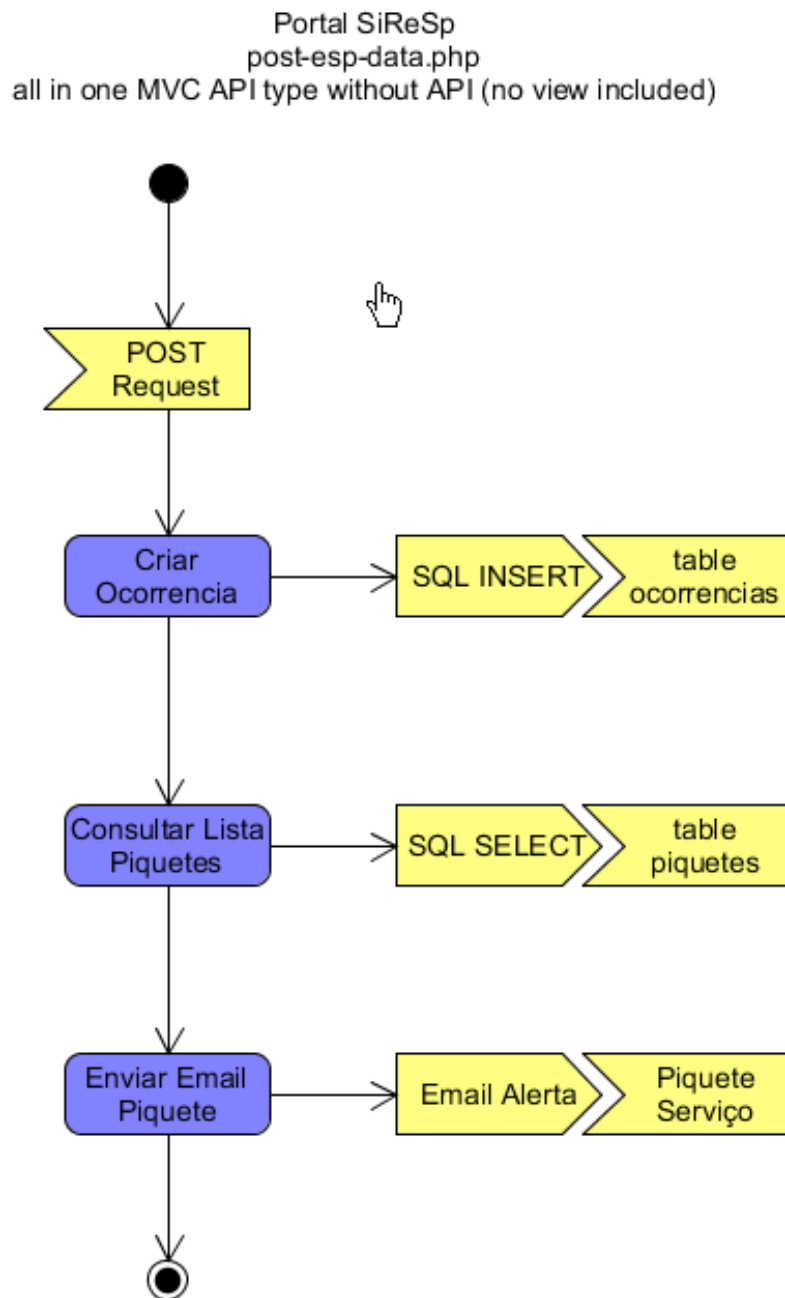 Portal SiReSp
post-esp-data.php
all in one MVC API type without API (no view included)
POST
Request
Criar
Ocorrencia
SQL INSERT
table
ocorrencias
Consultar Lista
Piquetes
SQL SELECT
table
piquetes
Enviar Email
Piquete
Email Alerta
Piquete
Serviço